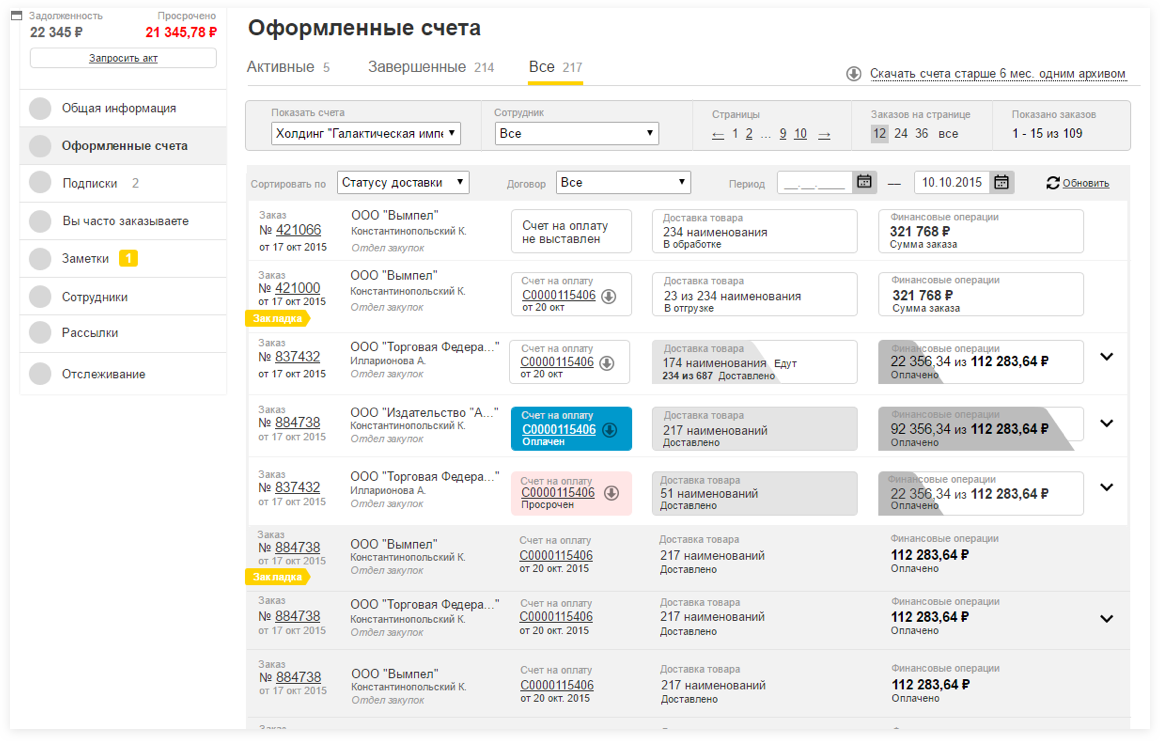 Задолженность Просрочено
22 345 ₽ 21 345,78 ₽
Запросить акт
Общая информация
Оформленные счета
Подписки 2
Вы часто заказываете
Заметки 1
Сотрудники
Рассылки
Отслеживание
Оформленные счета
Активные 5 Завершенные 214 Все 217
Скачать счета старше 6 мес. одним архивом
Показать счета
Холдинг "Галактическая импе
Сотрудник
Все
Страницы
← 1 2 ... 9 10 →
Заказов на странице
12 24 36 все
Показано заказов
1 - 15 из 109
Сортировать по Статусу доставки Договор Все Период __.__.____ — 10.10.2015 Обновить
Заказ
№ 421066
от 17 окт 2015
ООО "Вымпел"
Константинопольский К.
Отдел закупок
Счет на оплату
не выставлен
Доставка товара
234 наименования
В обработке
Финансовые операции
321 768 ₽
Сумма заказа
Заказ
№ 421000
от 17 окт 2015
Закладка
ООО "Вымпел"
Константинопольский К.
Отдел закупок
Счет на оплату
С0000115406
от 20 окт
Доставка товара
23 из 234 наименования
В отгрузке
Финансовые операции
321 768 ₽
Сумма заказа
Заказ
№ 837432
от 17 окт 2015
ООО "Торговая Федера..."
Илларионова А.
Отдел закупок
Счет на оплату
С0000115406
от 20 окт
Доставка товара
174 наименования Едут
234 из 687 Доставлено
Финансовые операции
22 356,34 из 112 283,64 ₽
Оплачено
Заказ
№ 884738
от 17 окт 2015
ООО "Издательство "А..."
Константинопольский К.
Отдел закупок
Счет на оплату
С0000115406
Оплачен
Доставка товара
217 наименований
Доставлено
Финансовые операции
92 356,34 из 112 283,64 ₽
Оплачено
Заказ
№ 837432
от 17 окт 2015
ООО "Торговая Федера..."
Илларионова А.
Отдел закупок
Счет на оплату
С0000115406
Просрочен
Доставка товара
51 наименований
Доставлено
Финансовые операции
22 356,34 из 112 283,64 ₽
Оплачено
Заказ
№ 884738
от 17 окт 2015
Закладка
ООО "Вымпел"
Константинопольский К.
Отдел закупок
Счет на оплату
С0000115406
от 20 окт. 2015
Доставка товара
217 наименований
Доставлено
Финансовые операции
112 283,64 ₽
Оплачено
Заказ
№ 884738
от 17 окт 2015
ООО "Торговая Федера..."
Константинопольский К.
Отдел закупок
Счет на оплату
С0000115406
от 20 окт. 2015
Доставка товара
217 наименований
Доставлено
Финансовые операции
112 283,64 ₽
Оплачено
Заказ
№ 884738
от 17 окт 2015
ООО "Вымпел"
Константинопольский К.
Отдел закупок
Счет на оплату
С0000115406
от 20 окт. 2015
Доставка товара
217 наименований
Доставлено
Финансовые операции
112 283,64 ₽
Оплачено